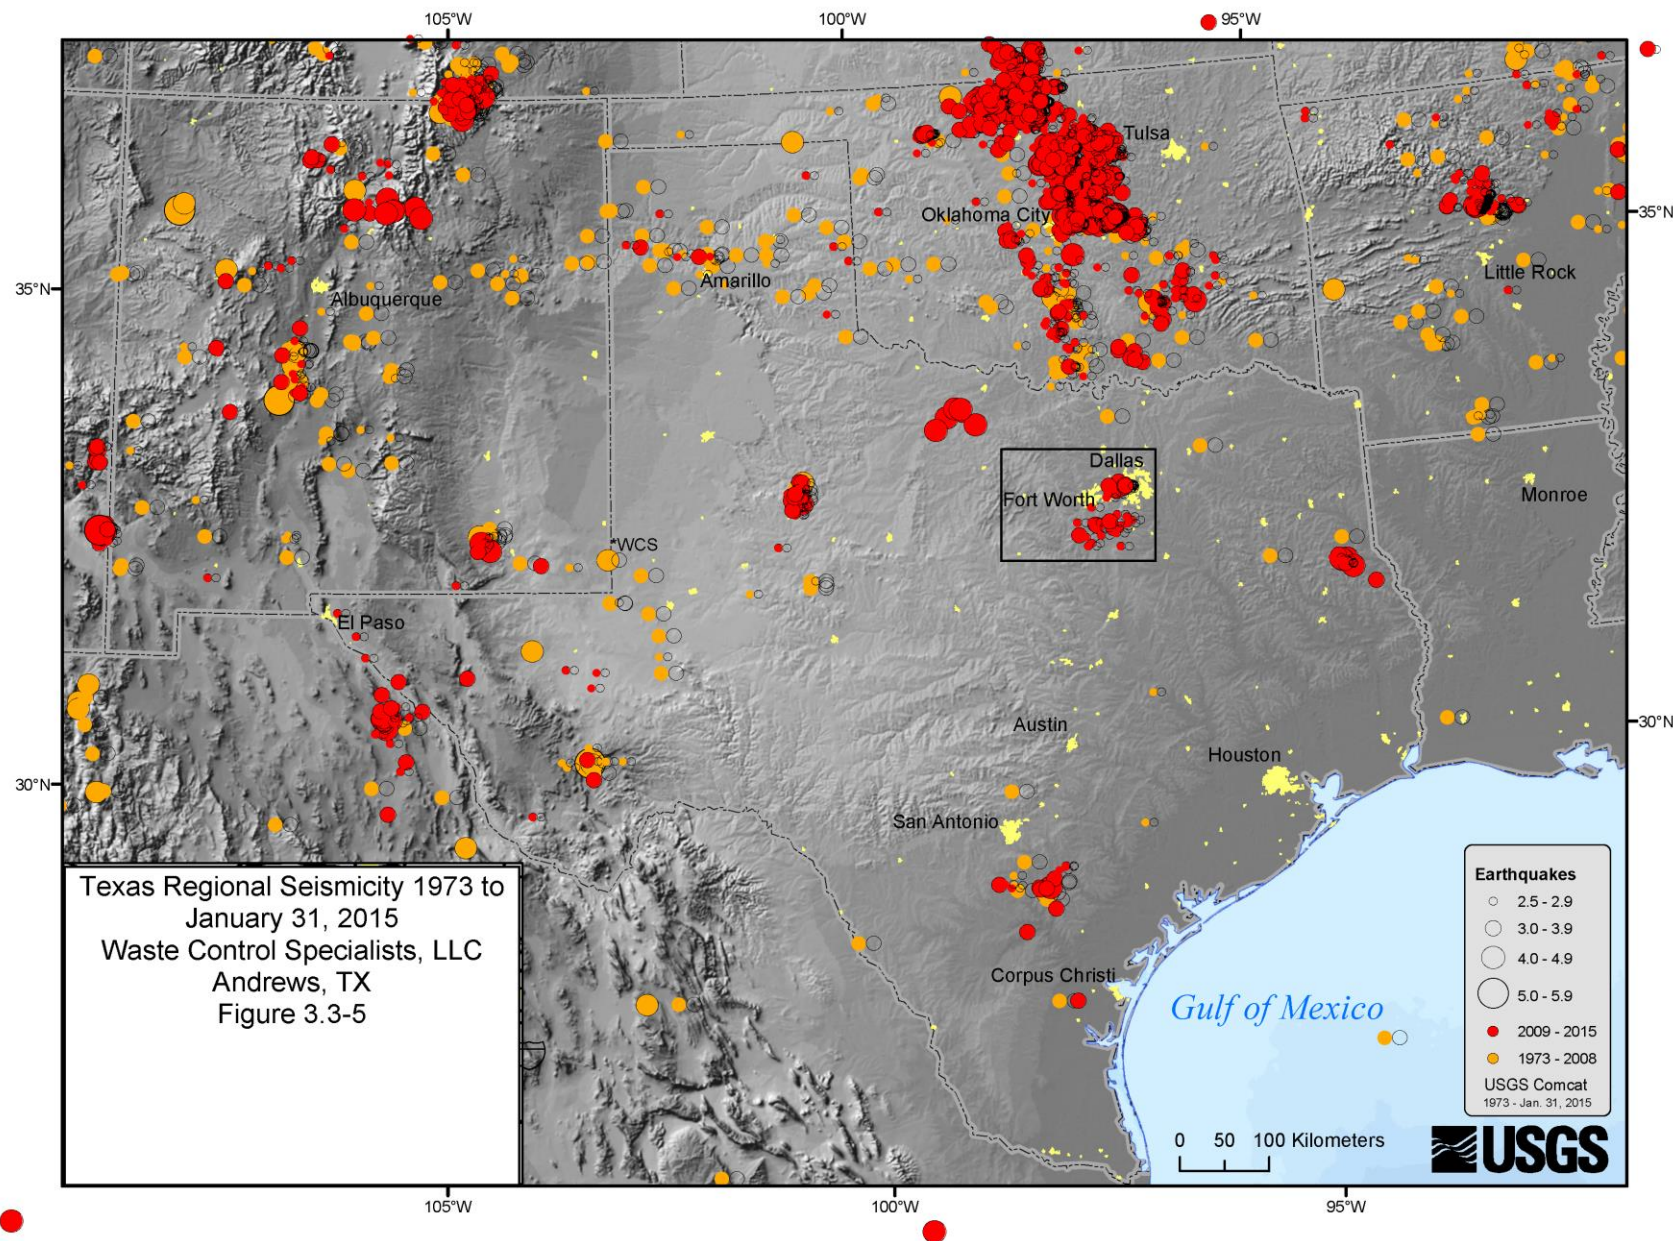 105°W
100°W
95°W
Tulsa
Oklahoma City
35°N
Little Rock
Amarillo
35°N
Albuquerque
Dallas
Fort Worth
Monroe
*WCS
El Paso
Austin
30°N
Houston
30°N
San Antonio
Corpus Christi
Gulf of Mexico
Texas Regional Seismicity 1973 to
January 31, 2015
Waste Control Specialists, LLC
Andrews, TX
Figure 3.3-5
Earthquakes
2.5 - 2.9
3.0 - 3.9
4.0 - 4.9
5.0 - 5.9
2009 - 2015
1973 - 2008
USGS Comcat
1973 - Jan. 31, 2015
0 50 100 Kilometers
USGS
105°W
100°W
95°W